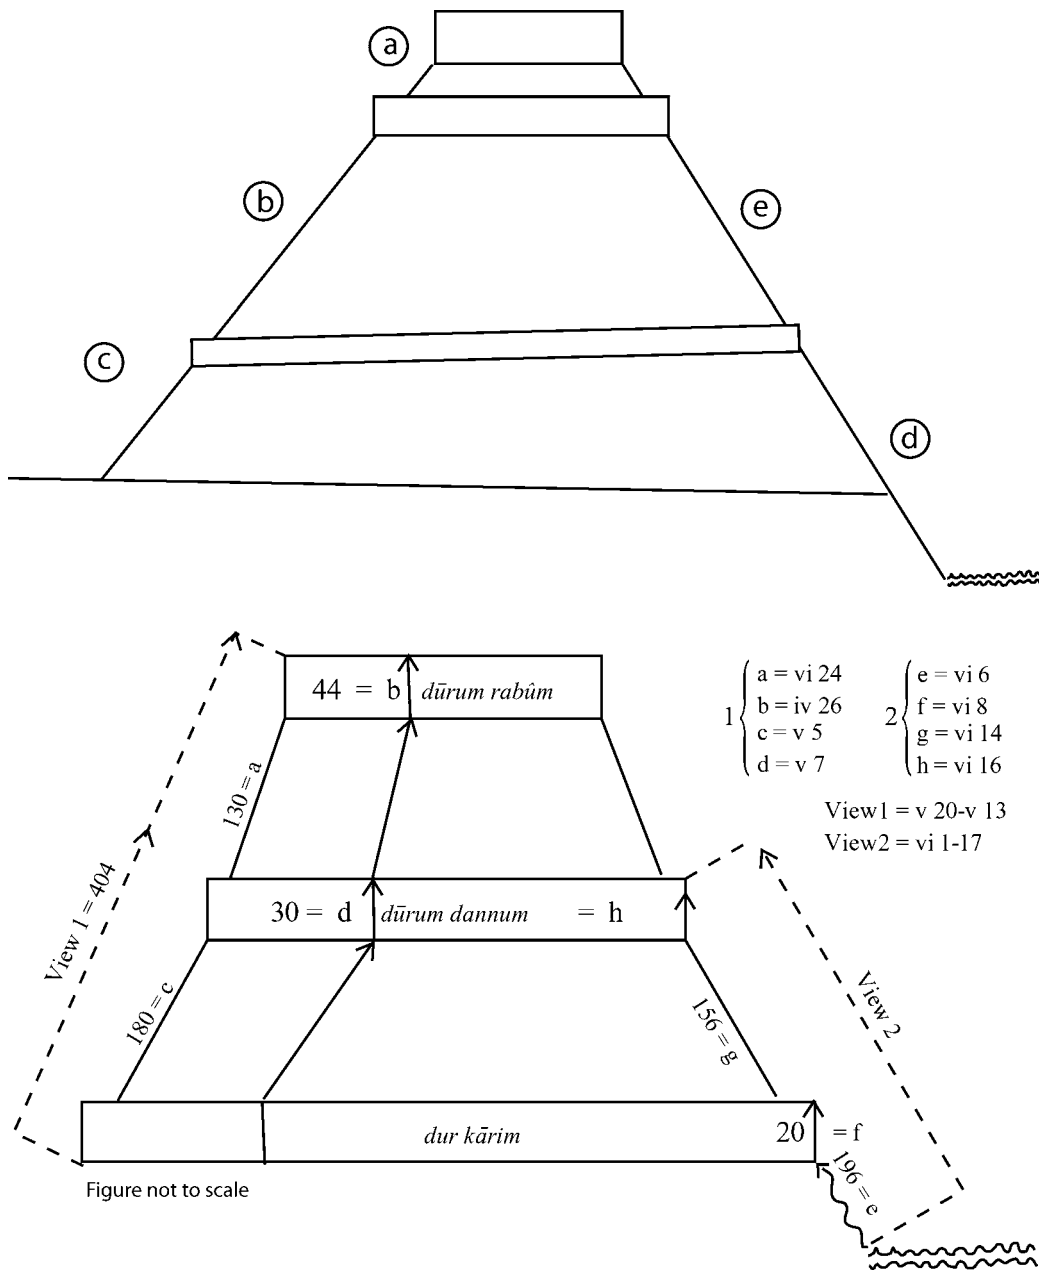 a
b
e
c
d
44 = b dūrum rabûm
130 = a
View 1 = 404
30 = d dūrum dannum = h
180 = c
156 = g
View 2
dur kārim
20 = f
196 = e
Figure not to scale
1
a = vi 24
b = iv 26
c = v 5
d = v 7
2
e = vi 6
f = vi 8
g = vi 14
h = vi 16
View1 = v 20-v 13
View2 = vi 1-17